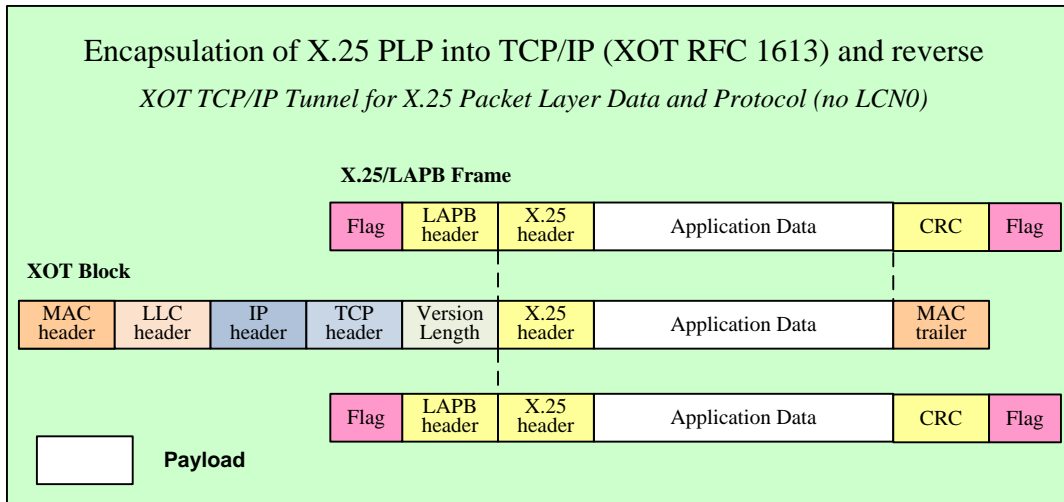 Encapsulation of X.25 PLP into TCP/IP (XOT RFC 1613) and reverse
XOT TCP/IP Tunnel for X.25 Packet Layer Data and Protocol (no LCN0)
X.25/LAPB Frame
Flag LAPB header X.25 header Application Data CRC Flag
XOT Block
MAC header LLC header IP header TCP header Version Length X.25 header Application Data MAC trailer
Flag LAPB header X.25 header Application Data CRC Flag
Payload